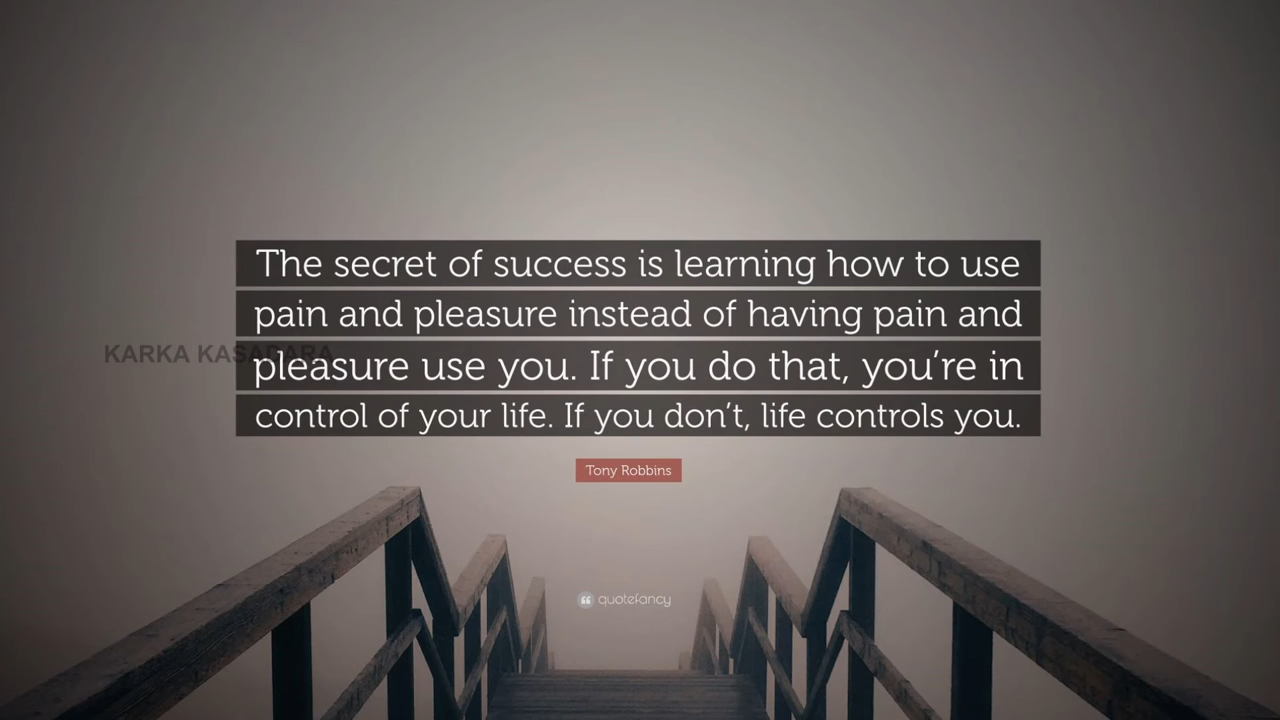 The secret of success is learning how to use
pain and pleasure instead of having pain and
KARKA KASADARA
pleasure use you. If you do that, you’re in
control of your life. If you don’t, life controls you.
Tony Robbins
quotefancy